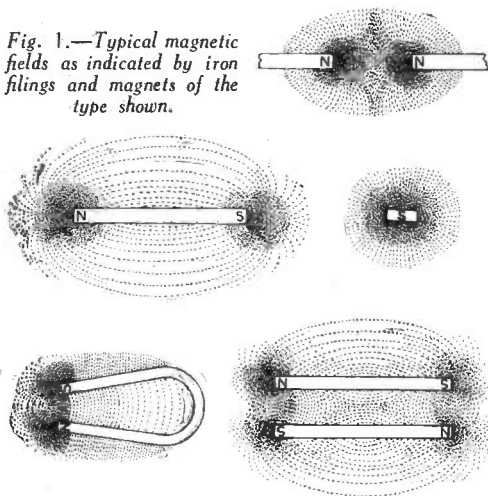 Fig. 1.—Typical magnetic
fields as indicated by iron
filings and magnets of the
type shown.
N N
N S
S
N S
S N